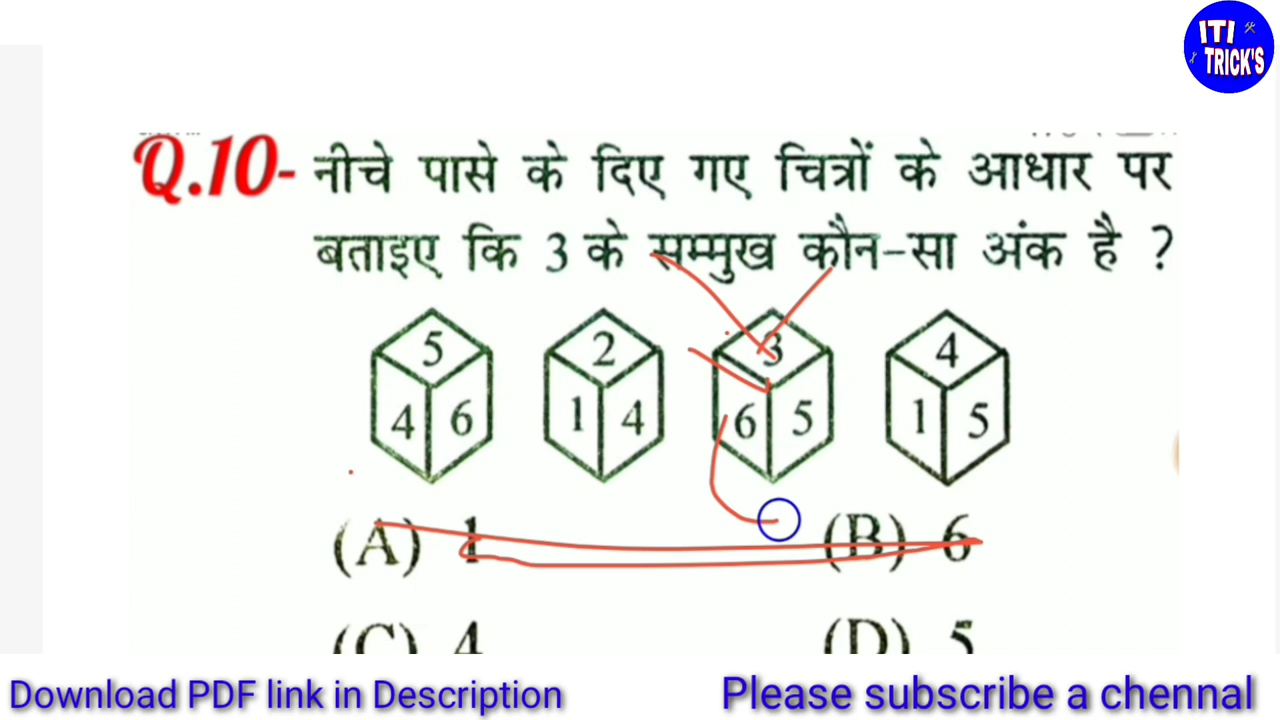 ITI
TRICK'S
Q.10- नीचे पासे के दिए गए चित्रों के आधार पर
बताइए कि 3 के सम्मुख कौन-सा अंक है ?
5 2 3 4
4 6 1 4 6 5 1 5
(A) 1 (B) 6
(C) 4 (D) 5
Download PDF link in Description
Please subscribe a chennal